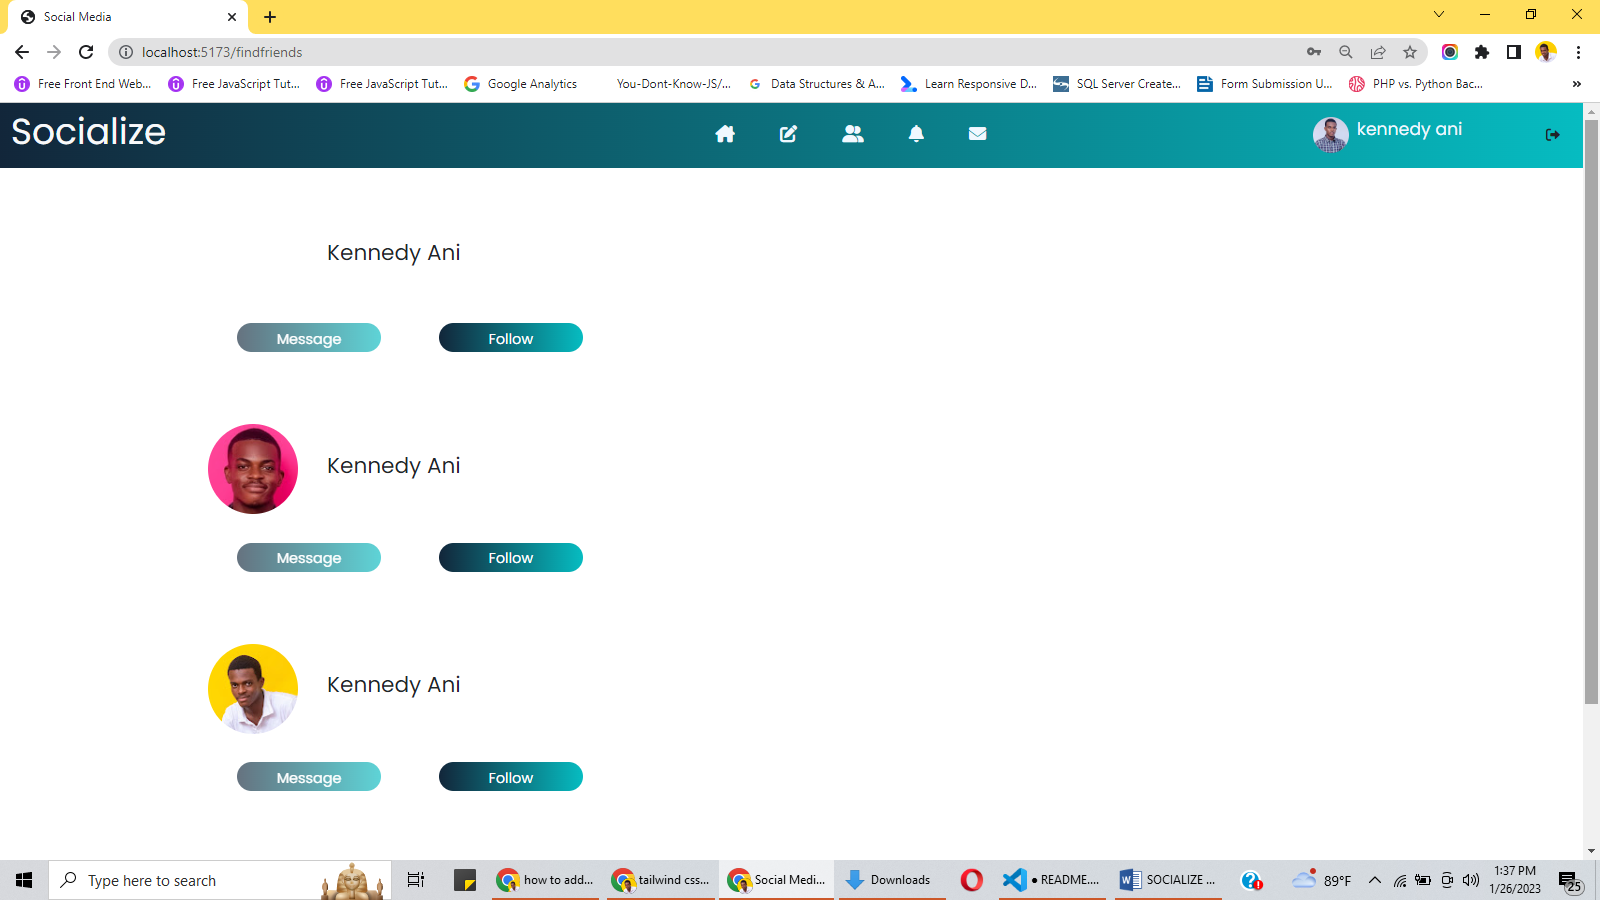 Social Media
localhost:5173/findfriends
Free Front End Web...
Free JavaScript Tut...
Free JavaScript Tut...
Google Analytics
You-Dont-Know-JS/...
Data Structures & A...
Learn Responsive D...
SQL Server Create...
Form Submission U...
PHP vs. Python Bac...
»
Socialize
kennedy ani
Kennedy Ani
Message
Follow
Kennedy Ani
Message
Follow
Kennedy Ani
Message
Follow
Type here to search
how to add...
tailwind css...
Social Medi...
Downloads
• README....
SOCIALIZE ...
89°F
1:37 PM
1/26/2023
25